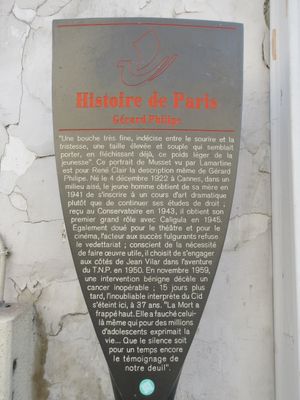 Histoire de Paris
Gérard Philipe
"Une bouche très fine, indécise entre le sourire et la
tristesse, une taille élevée et souple qui semblait
porter, en fléchissant déjà, ce poids léger de la
jeunesse". Ce portrait de Musset vu par Lamartine
est pour René Clair la description même de Gérard
Philipe. Né le 4 décembre 1922 à Cannes, dans un
milieu aisé, le jeune homme obtient de sa mère en
1941 de s'inscrire à un cours d'art dramatique
plutôt que de continuer ses études de droit ;
reçu au Conservatoire en 1943, il obtient son
premier grand rôle avec Caligula en 1945.
Egalement doué pour le théâtre et pour le
cinéma, l'acteur aux succès fulgurants refuse
le vedettariat ; conscient de la nécessité
de faire œuvre utile, il choisit de s'engager
aux côtés de Jean Vilar dans l'aventure
du T.N.P. en 1950. En novembre 1959,
une intervention bénigne décèle un
cancer inopérable ; 15 jours plus
tard, l'inoubliable interprète du Cid
s'éteint ici, à 37 ans. "La Mort a
frappé haut. Elle a fauché celui-
là même qui pour des millions
d'adolescents exprimait la
vie... Que le silence soit
pour un temps encore
le témoignage de
notre deuil".